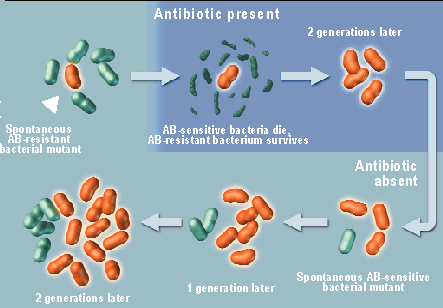 Antibiotic present
2 generations later
Spontaneous
AB-resistant
bacterial mutant
AB-sensitive bacteria die,
AB-resistant bacterium survives
Antibiotic
absent
Spontaneous AB-sensitive
bacterial mutant
1 generation later
2 generations later